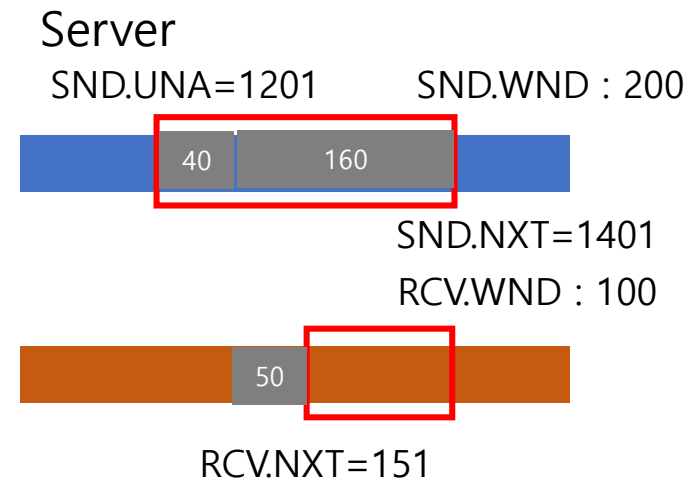 Server
SND.UNA=1201 SND.WND : 200
40 160
SND.NXT=1401
RCV.WND : 100
50
RCV.NXT=151